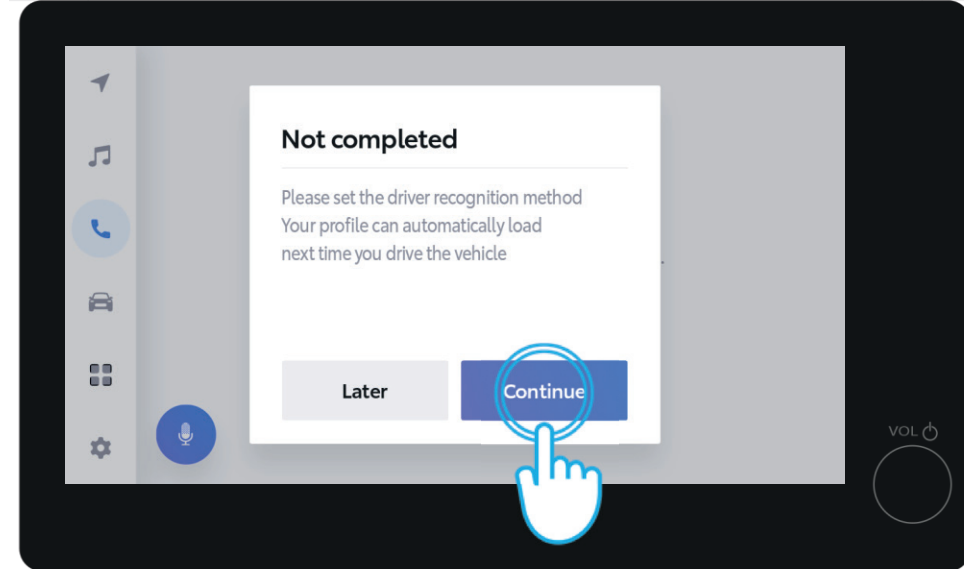 Not completed
Please set the driver recognition method
Your profile can automatically load
next time you drive the vehicle
Later
Continue
VOL